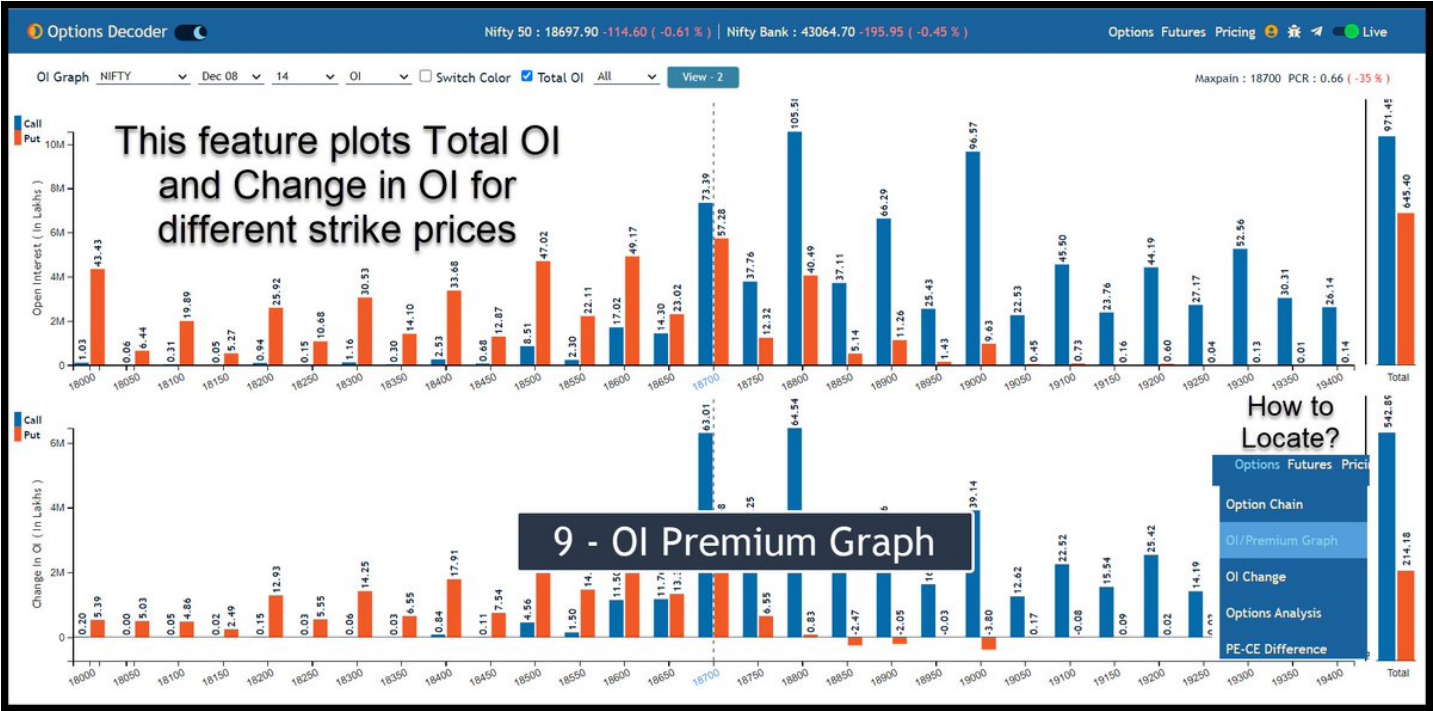 Options Decoder
Nifty 50 : 18697.90 -114.60 ( -0.61 % ) | Nifty Bank : 43064.70 -195.95 ( -0.45 % )
Options Futures Pricing Live
OI Graph NIFTY Dec 08 14 OI Switch Color Total OI All View - 2
Maxpain : 18700 PCR : 0.66 ( -35 % )
Call
Put
This feature plots Total OI
and Change in OI for
different strike prices
Open Interest ( In Lakhs )
10M
8M
6M
4M
2M
0
1.03 43.43 0.06 6.44 0.31 19.89 0.05 5.27 0.94 25.92 0.15 10.68 1.16 30.53 0.30 14.10 2.53 33.68 0.68 12.87 8.51 47.02 2.30 22.11 17.02 49.17 14.30 23.02 73.39 57.28 37.76 12.32 105.5 40.49 37.11 5.14 66.29 11.26 25.43 1.43 96.57 9.63 22.53 0.45 45.50 0.73 23.76 0.16 44.19 0.60 27.17 0.04 52.56 0.13 30.31 0.01 26.14 0.14 971.45 645.40
18000 18050 18100 18150 18200 18250 18300 18350 18400 18450 18500 18550 18600 18650 18700 18750 18800 18850 18900 18950 19000 19050 19100 19150 19200 19250 19300 19350 19400 Total
Call
Put
Change In OI ( In Lakhs )
6M
4M
2M
0
0.20 5.39 0.00 5.03 0.05 4.86 0.02 2.49 0.15 12.93 0.03 5.55 0.06 14.25 0.03 6.55 0.84 17.91 0.11 7.54 4.56 1.50 14. 11.50 11.7 13. 63.01 8 25 6.55 64.54 0.83 -2.47 6 -2.05 16 -0.03 39.14 -3.80 12.62 0.17 22.52 -0.08 15.54 0.09 25.42 0.02 14.19 542.89 214.18
18000 18050 18100 18150 18200 18250 18300 18350 18400 18450 18500 18550 18600 18650 18700 18750 18800 18850 18900 18950 19000 19050 19100 19150 19200 19250 19300 19350 19400 Total
9 - OI Premium Graph
How to
Locate?
Options Futures Prici
Option Chain
OI/Premium Graph
OI Change
Options Analysis
PE-CE Difference